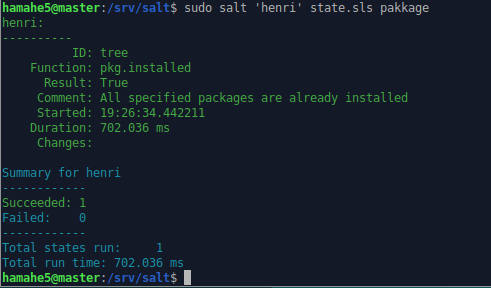 hamahe5@master:/srv/salt$ sudo salt 'henri' state.sls pakkage
henri:
----------
          ID: tree
    Function: pkg.installed
      Result: True
     Comment: All specified packages are already installed
     Started: 19:26:34.442211
    Duration: 702.036 ms
     Changes:

Summary for henri
------------
Succeeded: 1
Failed:    0
------------
Total states run:     1
Total run time: 702.036 ms
hamahe5@master:/srv/salt$